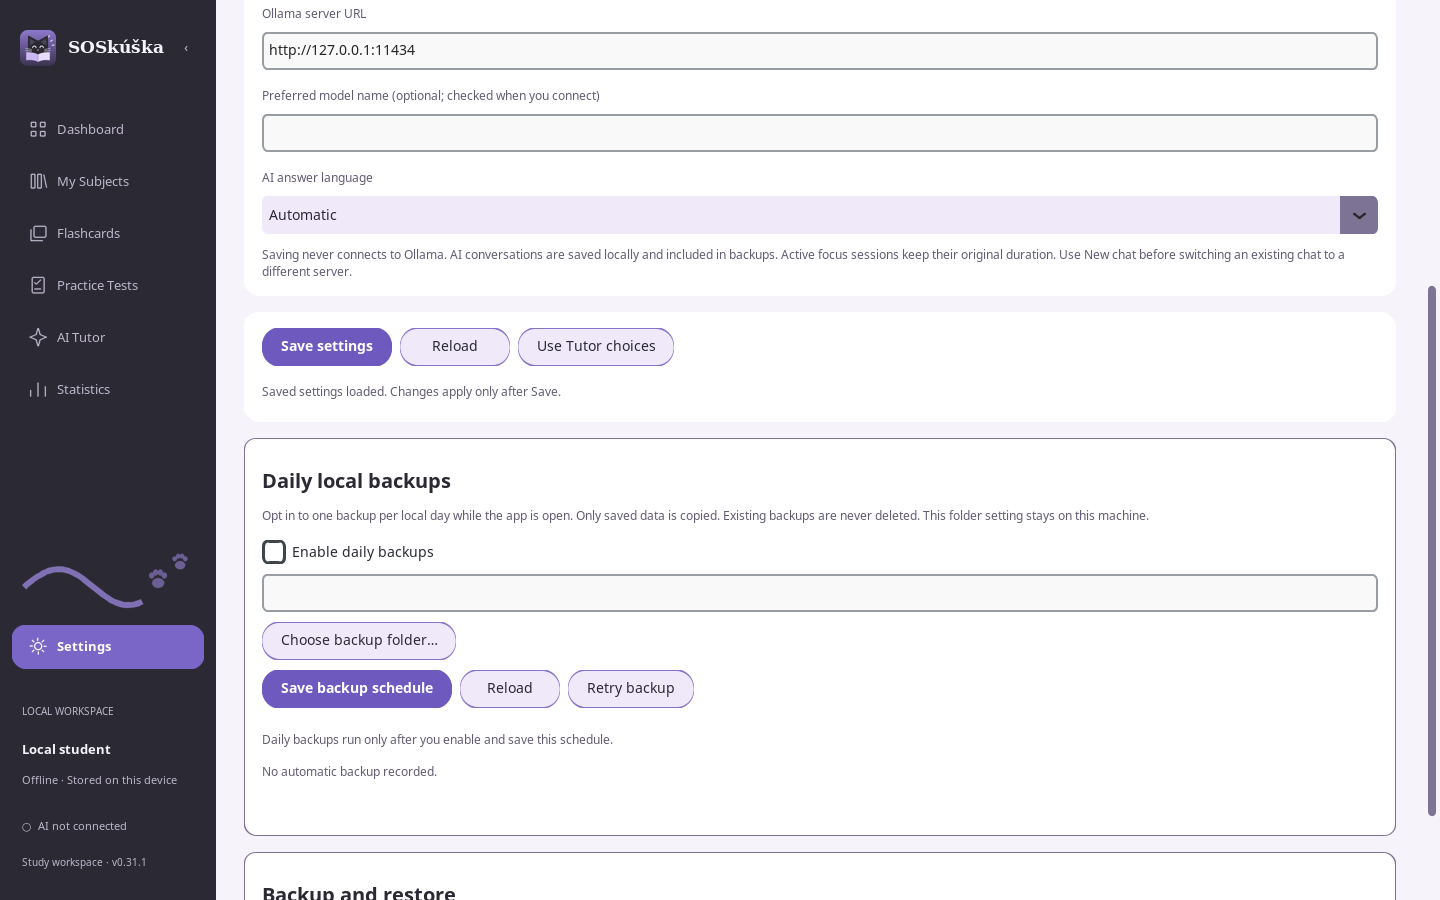 SOSkúška
‹
Dashboard
My Subjects
Flashcards
Practice Tests
AI Tutor
Statistics
Settings
LOCAL WORKSPACE
Local student
Offline · Stored on this device
AI not connected
Study workspace · v0.31.1
Ollama server URL
http://127.0.0.1:11434
Preferred model name (optional; checked when you connect)
AI answer language
Automatic
Saving never connects to Ollama. AI conversations are saved locally and included in backups. Active focus sessions keep their original duration. Use New chat before switching an existing chat to a
different server.
Save settings
Reload
Use Tutor choices
Saved settings loaded. Changes apply only after Save.
Daily local backups
Opt in to one backup per local day while the app is open. Only saved data is copied. Existing backups are never deleted. This folder setting stays on this machine.
Enable daily backups
Choose backup folder...
Save backup schedule
Reload
Retry backup
Daily backups run only after you enable and save this schedule.
No automatic backup recorded.
Backup and restore